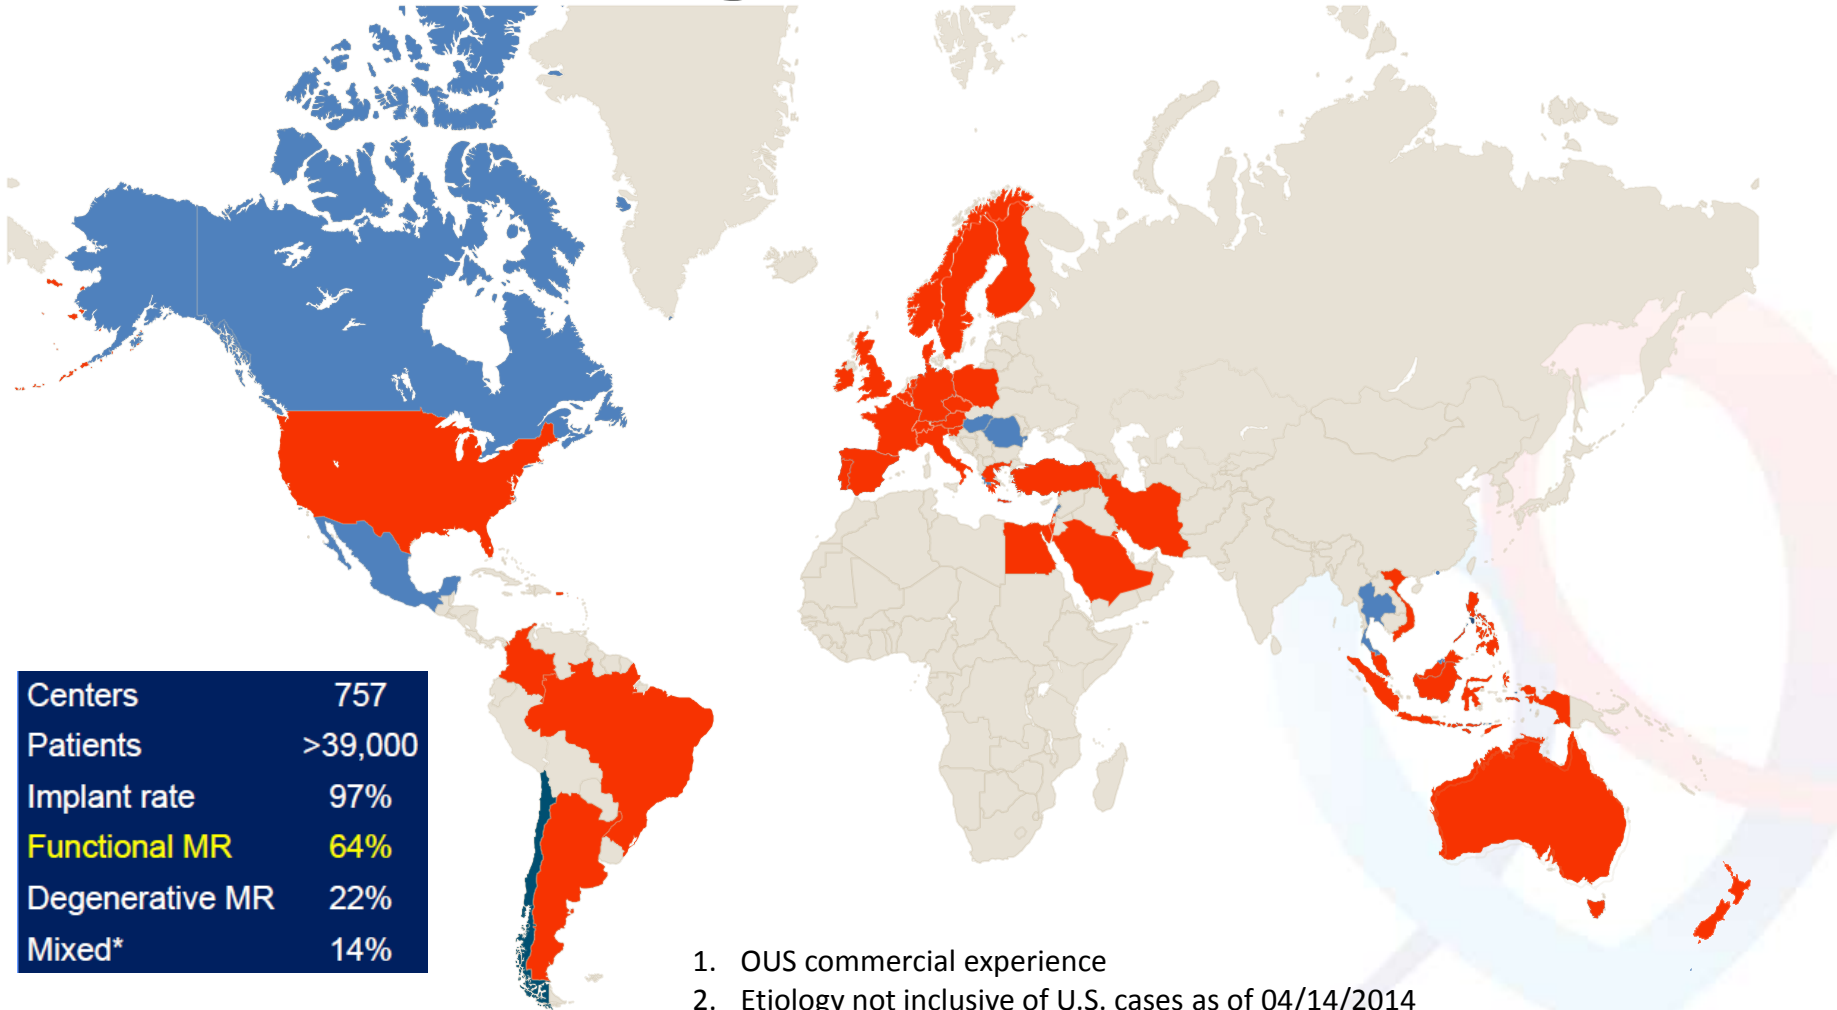 Centers 757
Patients >39,000
Implant rate 97%
Functional MR 64%
Degenerative MR 22%
Mixed* 14%
1. OUS commercial experience
2. Etiology not inclusive of U.S. cases as of 04/14/2014